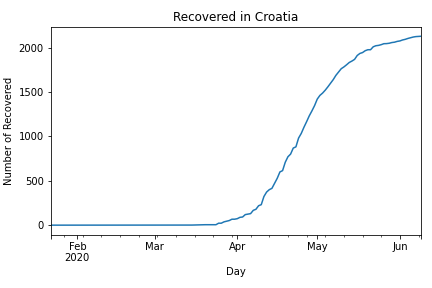 Recovered in Croatia
Number of Recovered
2000
1500
1000
500
0
Feb
2020
Mar
Apr
May
Jun
Day